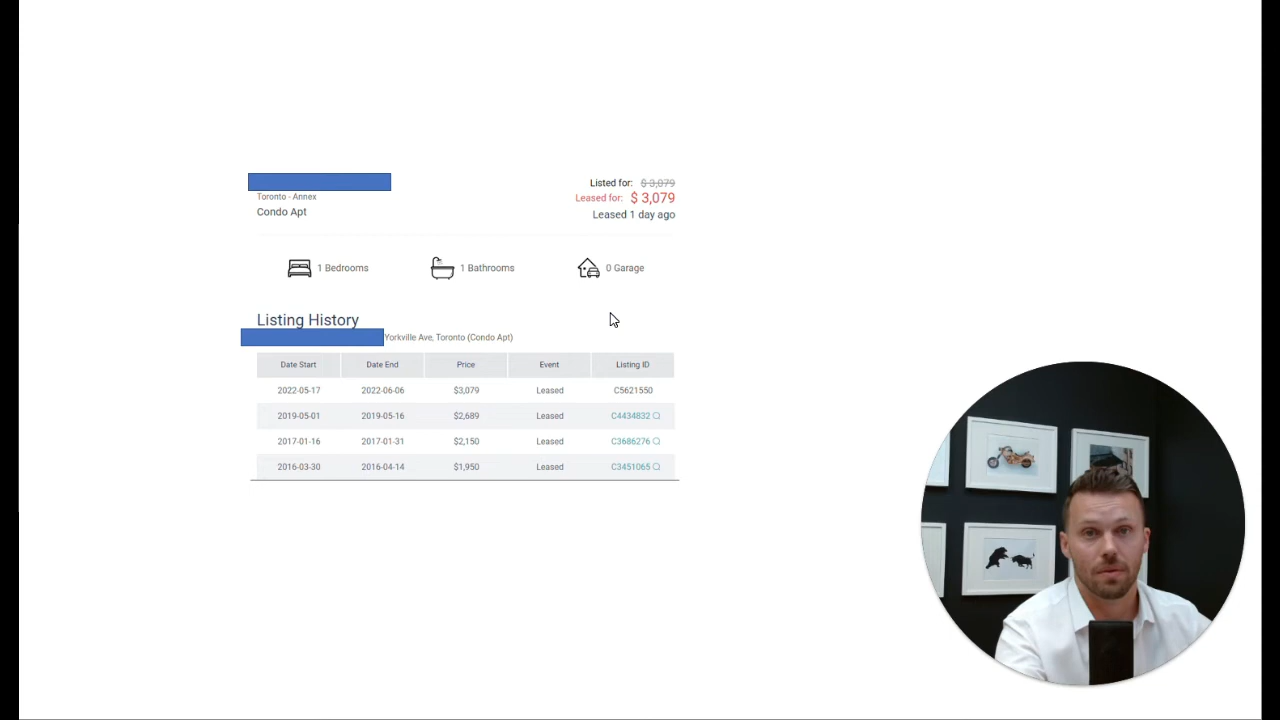 Listed for: $ 3,079
Toronto - Annex
Leased for: $ 3,079
Condo Apt
Leased 1 day ago
1 Bedrooms
1 Bathrooms
0 Garage
Listing History
Yorkville Ave, Toronto (Condo Apt)
Date Start Date End Price Event Listing ID
2022-05-17 2022-06-06 $3,079 Leased C5621550
2019-05-01 2019-05-16 $2,689 Leased C4434832
2017-01-16 2017-01-31 $2,150 Leased C3686276
2016-03-30 2016-04-14 $1,950 Leased C3451065